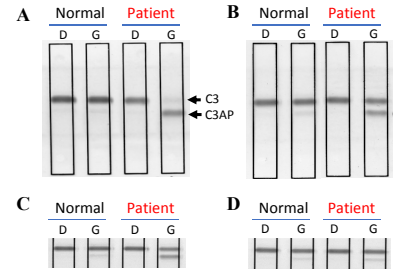 A Normal Patient
D G D G
C3
C3AP
B Normal Patient
D G D G
C Normal Patient
D G D G
D Normal Patient
D G D G